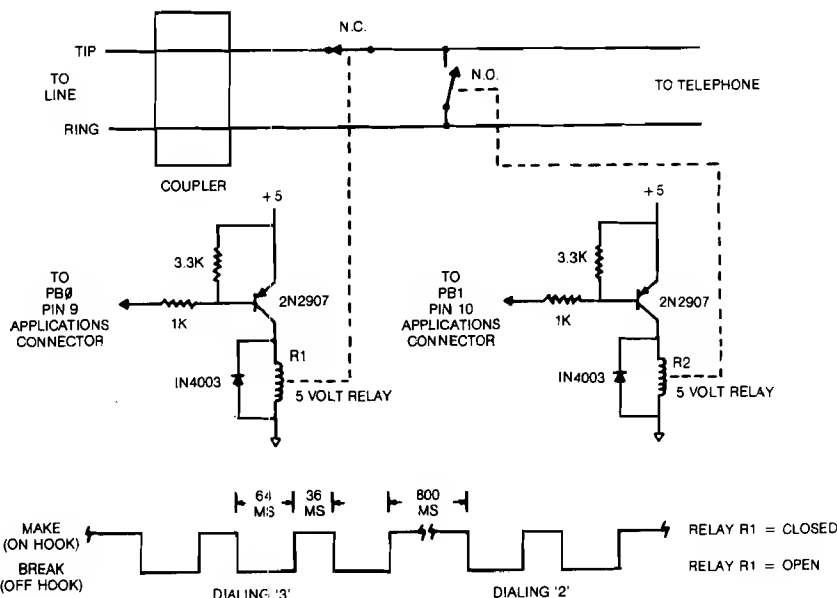 N.C.
TIP
TO
LINE
N.O.
TO TELEPHONE
RING
COUPLER
+5
3.3K
TO
PBØ
PIN 9
APPLICATIONS
CONNECTOR
1K
2N2907
R1
IN4003
5 VOLT RELAY
+5
3.3K
TO
PB1
PIN 10
APPLICATIONS
CONNECTOR
1K
2N2907
R2
IN4003
5 VOLT RELAY
64
MS
36
MS
800
MS
MAKE
(ON HOOK)
RELAY R1 = CLOSED
BREAK
(OFF HOOK)
RELAY R1 = OPEN
DIALING '3'
DIALING '2'